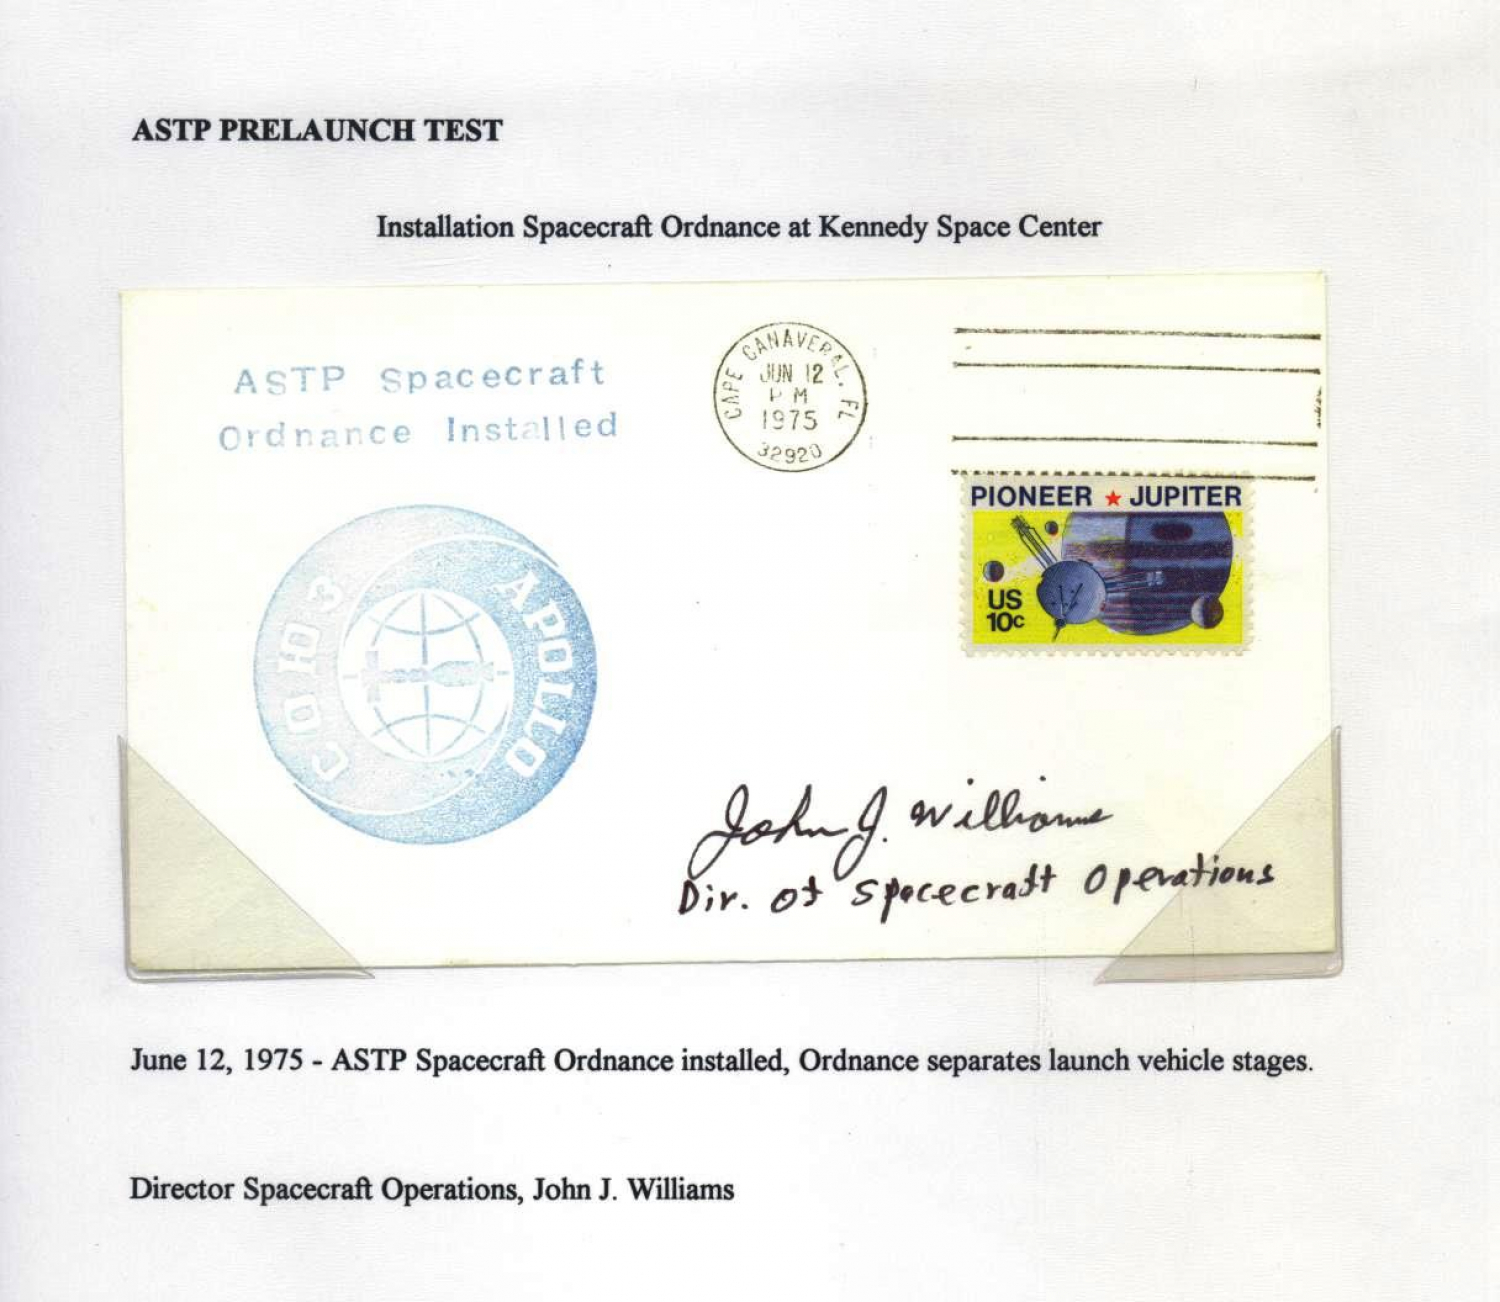 ASTP PRELAUNCH TEST
Installation Spacecraft Ordnance at Kennedy Space Center
ASTP Spacecraft
Ordnance Installed
CAPE CANAVERAL, FL
JUN 12
PM
1975
32920
PIONEER ★ JUPITER
US
10c
СОЮЗ
APOLLO
John J. Williams
Dir. of Spacecraft Operations
June 12, 1975 - ASTP Spacecraft Ordnance installed, Ordnance separates launch vehicle stages.
Director Spacecraft Operations, John J. Williams